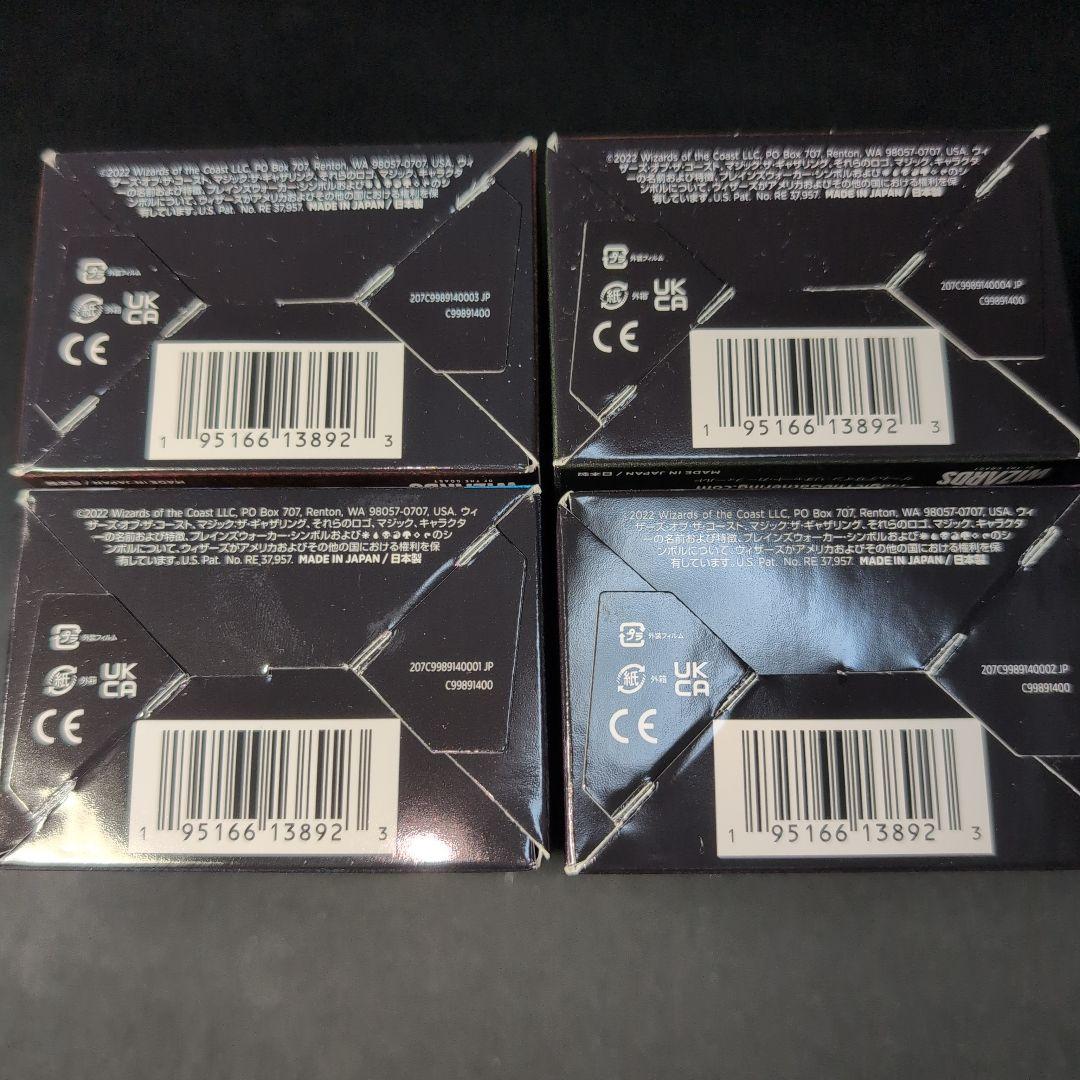 ©2022 Wizards of the Coast LLC, PO Box 707, Renton, WA 98057-0707, USA. ウィ
ザーズ・オブ・ザ・コースト、マジック:ザ・ギャザリング、それらのロゴ、マジック、キャラクタ
ーの名前および特徴、プレインズウォーカー・シンボルおよび のシ
ンボルについて、ウィザーズがアメリカおよびその他の国における権利を保
有しています。U.S. Pat. No. RE 37,957. MADE IN JAPAN / 日本製
プラ 外装フィルム
紙 外箱
UK
CA
CE
207C9989140003 JP
C99891400
1 95166 13892 3
©2022 Wizards of the Coast LLC, PO Box 707, Renton, WA 98057-0707, USA. ウィ
ザーズ・オブ・ザ・コースト、マジック:ザ・ギャザリング、それらのロゴ、マジック、キャラクタ
ーの名前および特徴、プレインズウォーカー・シンボルおよび のシ
ンボルについて、ウィザーズがアメリカおよびその他の国における権利を保
有しています。U.S. Pat. No. RE 37,957. MADE IN JAPAN / 日本製
プラ 外装フィルム
紙 外箱
UK
CA
CE
207C9989140004 JP
C99891400
1 95166 13892 3
MADE IN JAPAN / 日本製
WIZARDS
OF THE COAST
MADE IN JAPAN / 日本製
WIZARDS
©2022 Wizards of the Coast LLC, PO Box 707, Renton, WA 98057-0707, USA. ウィ
ザーズ・オブ・ザ・コースト、マジック:ザ・ギャザリング、それらのロゴ、マジック、キャラクタ
ーの名前および特徴、プレインズウォーカー・シンボルおよび のシ
ンボルについて、ウィザーズがアメリカおよびその他の国における権利を保
有しています。U.S. Pat. No. RE 37,957. MADE IN JAPAN / 日本製
プラ 外装フィルム
紙 外箱
UK
CA
CE
207C9989140001 JP
C99891400
1 95166 13892 3
©2022 Wizards of the Coast LLC, PO Box 707, Renton, WA 98057-0707, USA. ウィ
ザーズ・オブ・ザ・コースト、マジック:ザ・ギャザリング、それらのロゴ、マジック、キャラクタ
ーの名前および特徴、プレインズウォーカー・シンボルおよび のシ
ンボルについて、ウィザーズがアメリカおよびその他の国における権利を保
有しています。U.S. Pat. No. RE 37,957. MADE IN JAPAN / 日本製
プラ 外装フィルム
紙 外箱
UK
CA
CE
207C9989140002 JP
C99891400
1 95166 13892 3